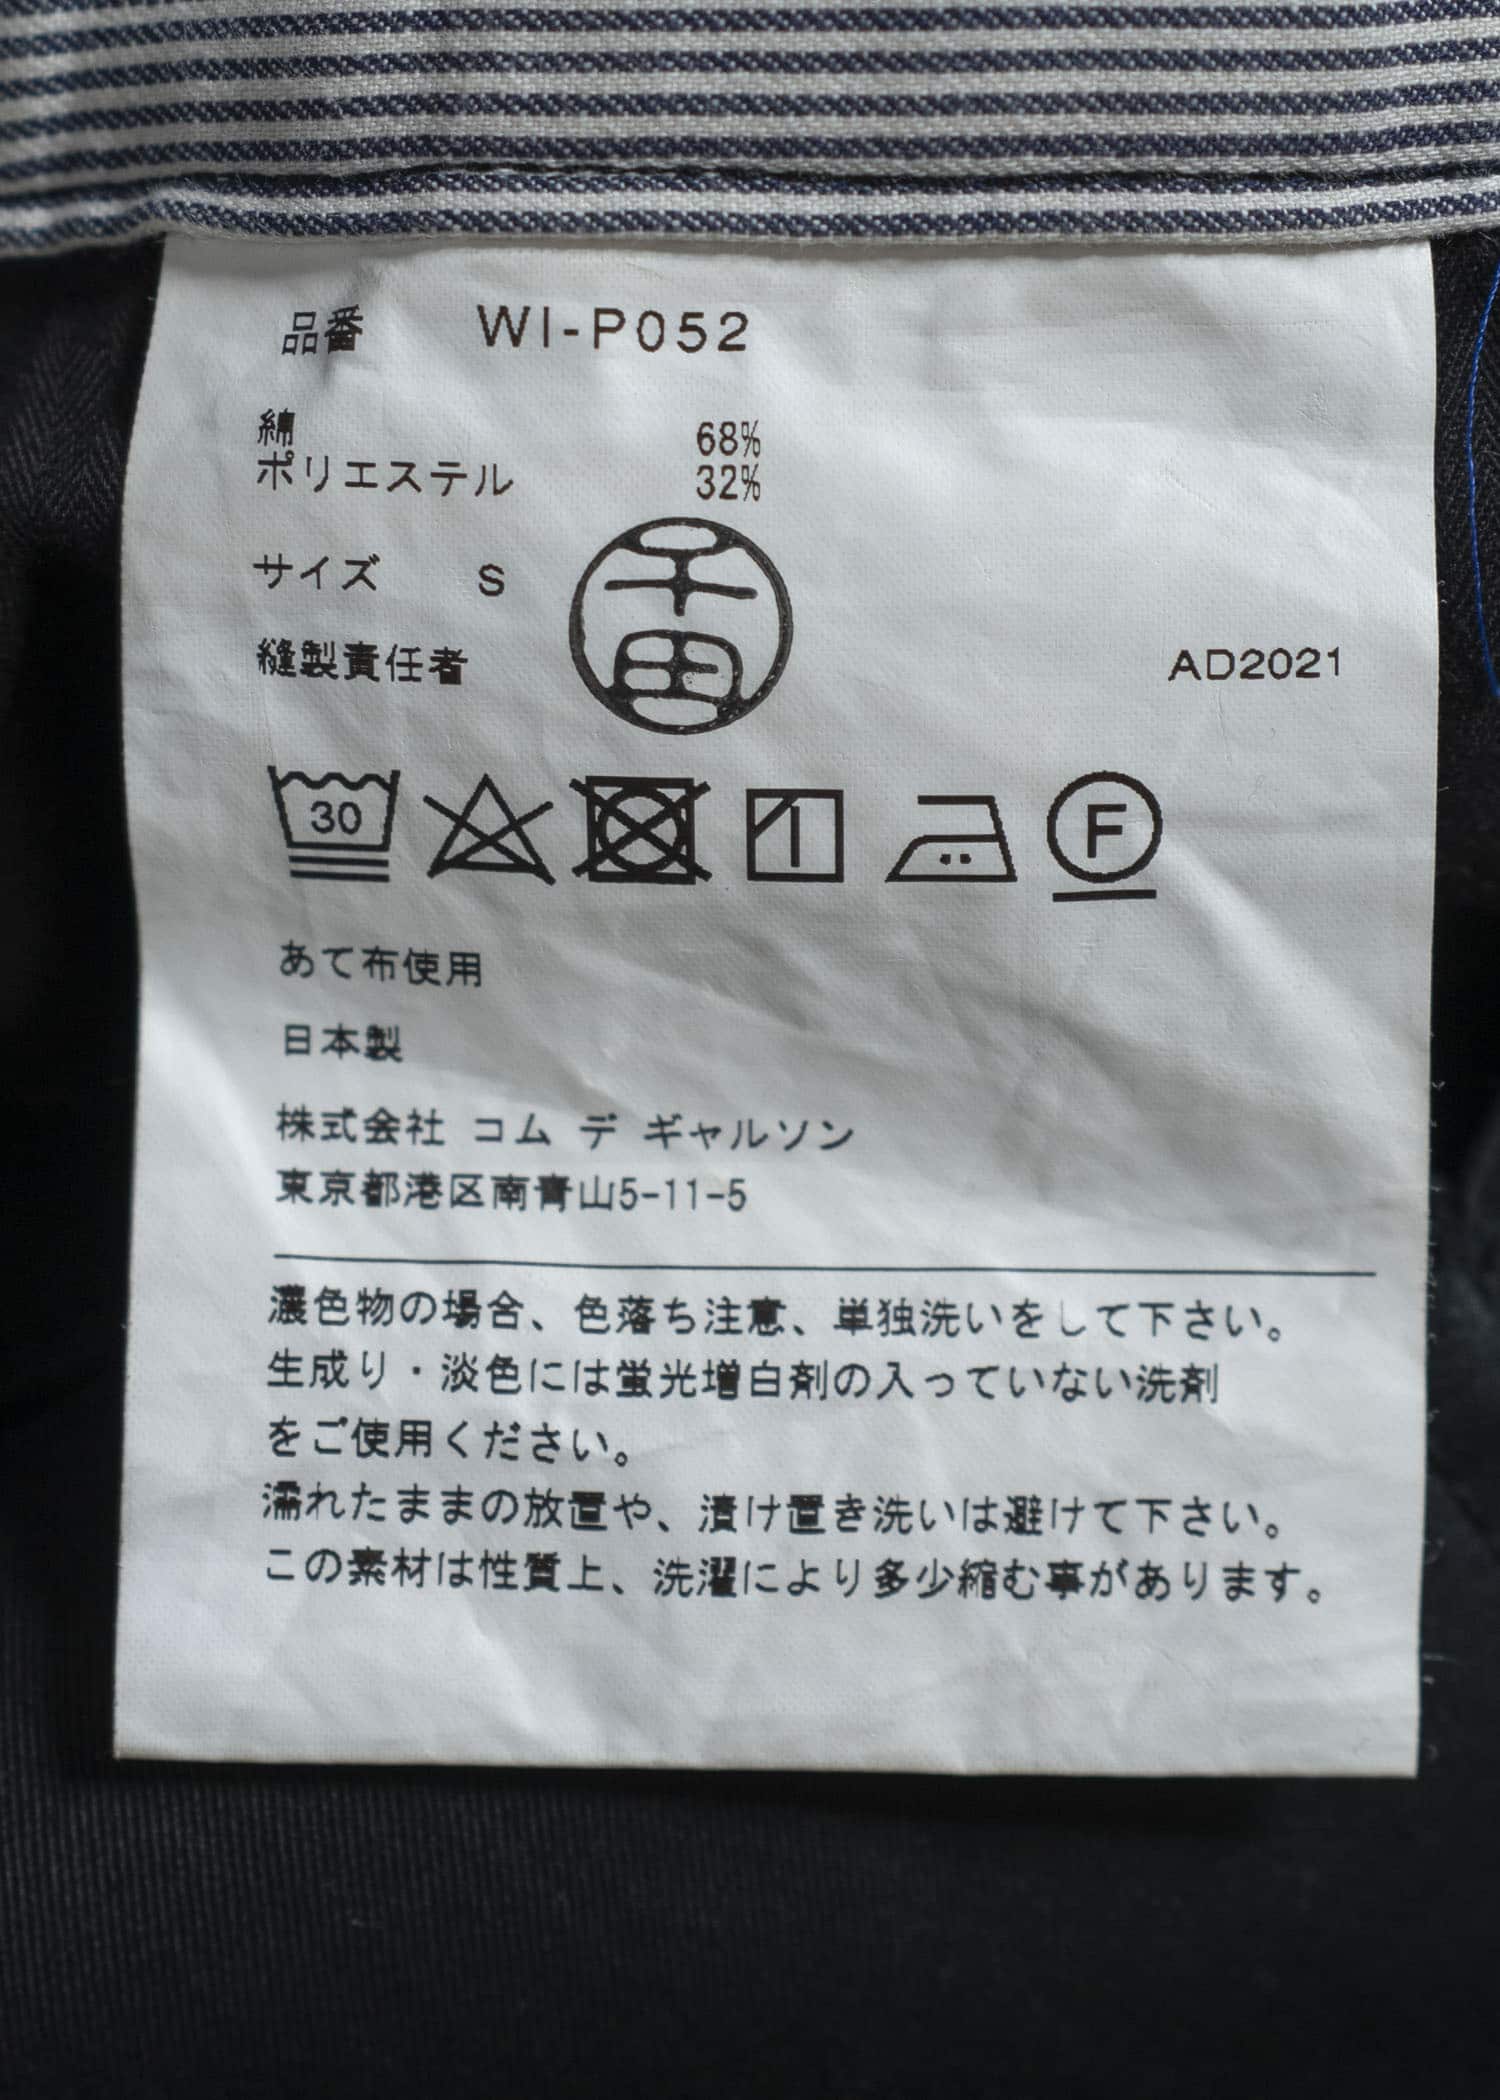 品番 WI-P052
綿 68%
ポリエステル 32%
サイズ S
千田
縫製責任者 AD2021
30 F
あて布使用
日本製
株式会社 コム デ ギャルソン
東京都港区南青山5-11-5
濃色物の場合、色落ち注意、単独洗いをして下さい。
生成り・淡色には蛍光増白剤の入っていない洗剤
をご使用ください。
濡れたままの放置や、漬け置き洗いは避けて下さい。
この素材は性質上、洗濯により多少縮む事があります。